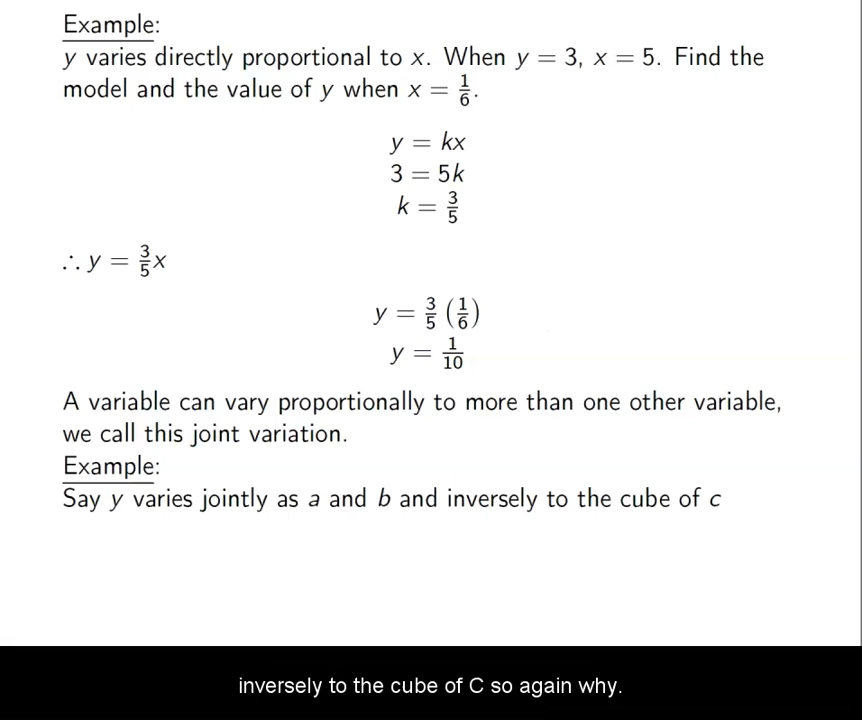 Example:
y varies directly proportional to x. When y = 3, x = 5. Find the
model and the value of y when x = 1/6.
y = kx
3 = 5k
k = 3/5
∴ y = 3/5x
y = 3/5 (1/6)
y = 1/10
A variable can vary proportionally to more than one other variable,
we call this joint variation.
Example:
Say y varies jointly as a and b and inversely to the cube of c
inversely to the cube of C so again why.